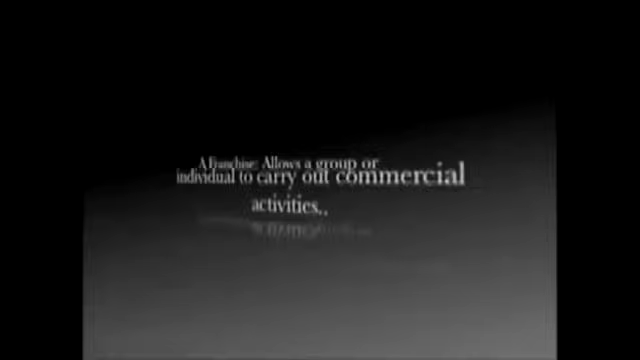 A Franchise: Allows a group or
individual to carry out commercial
activities..